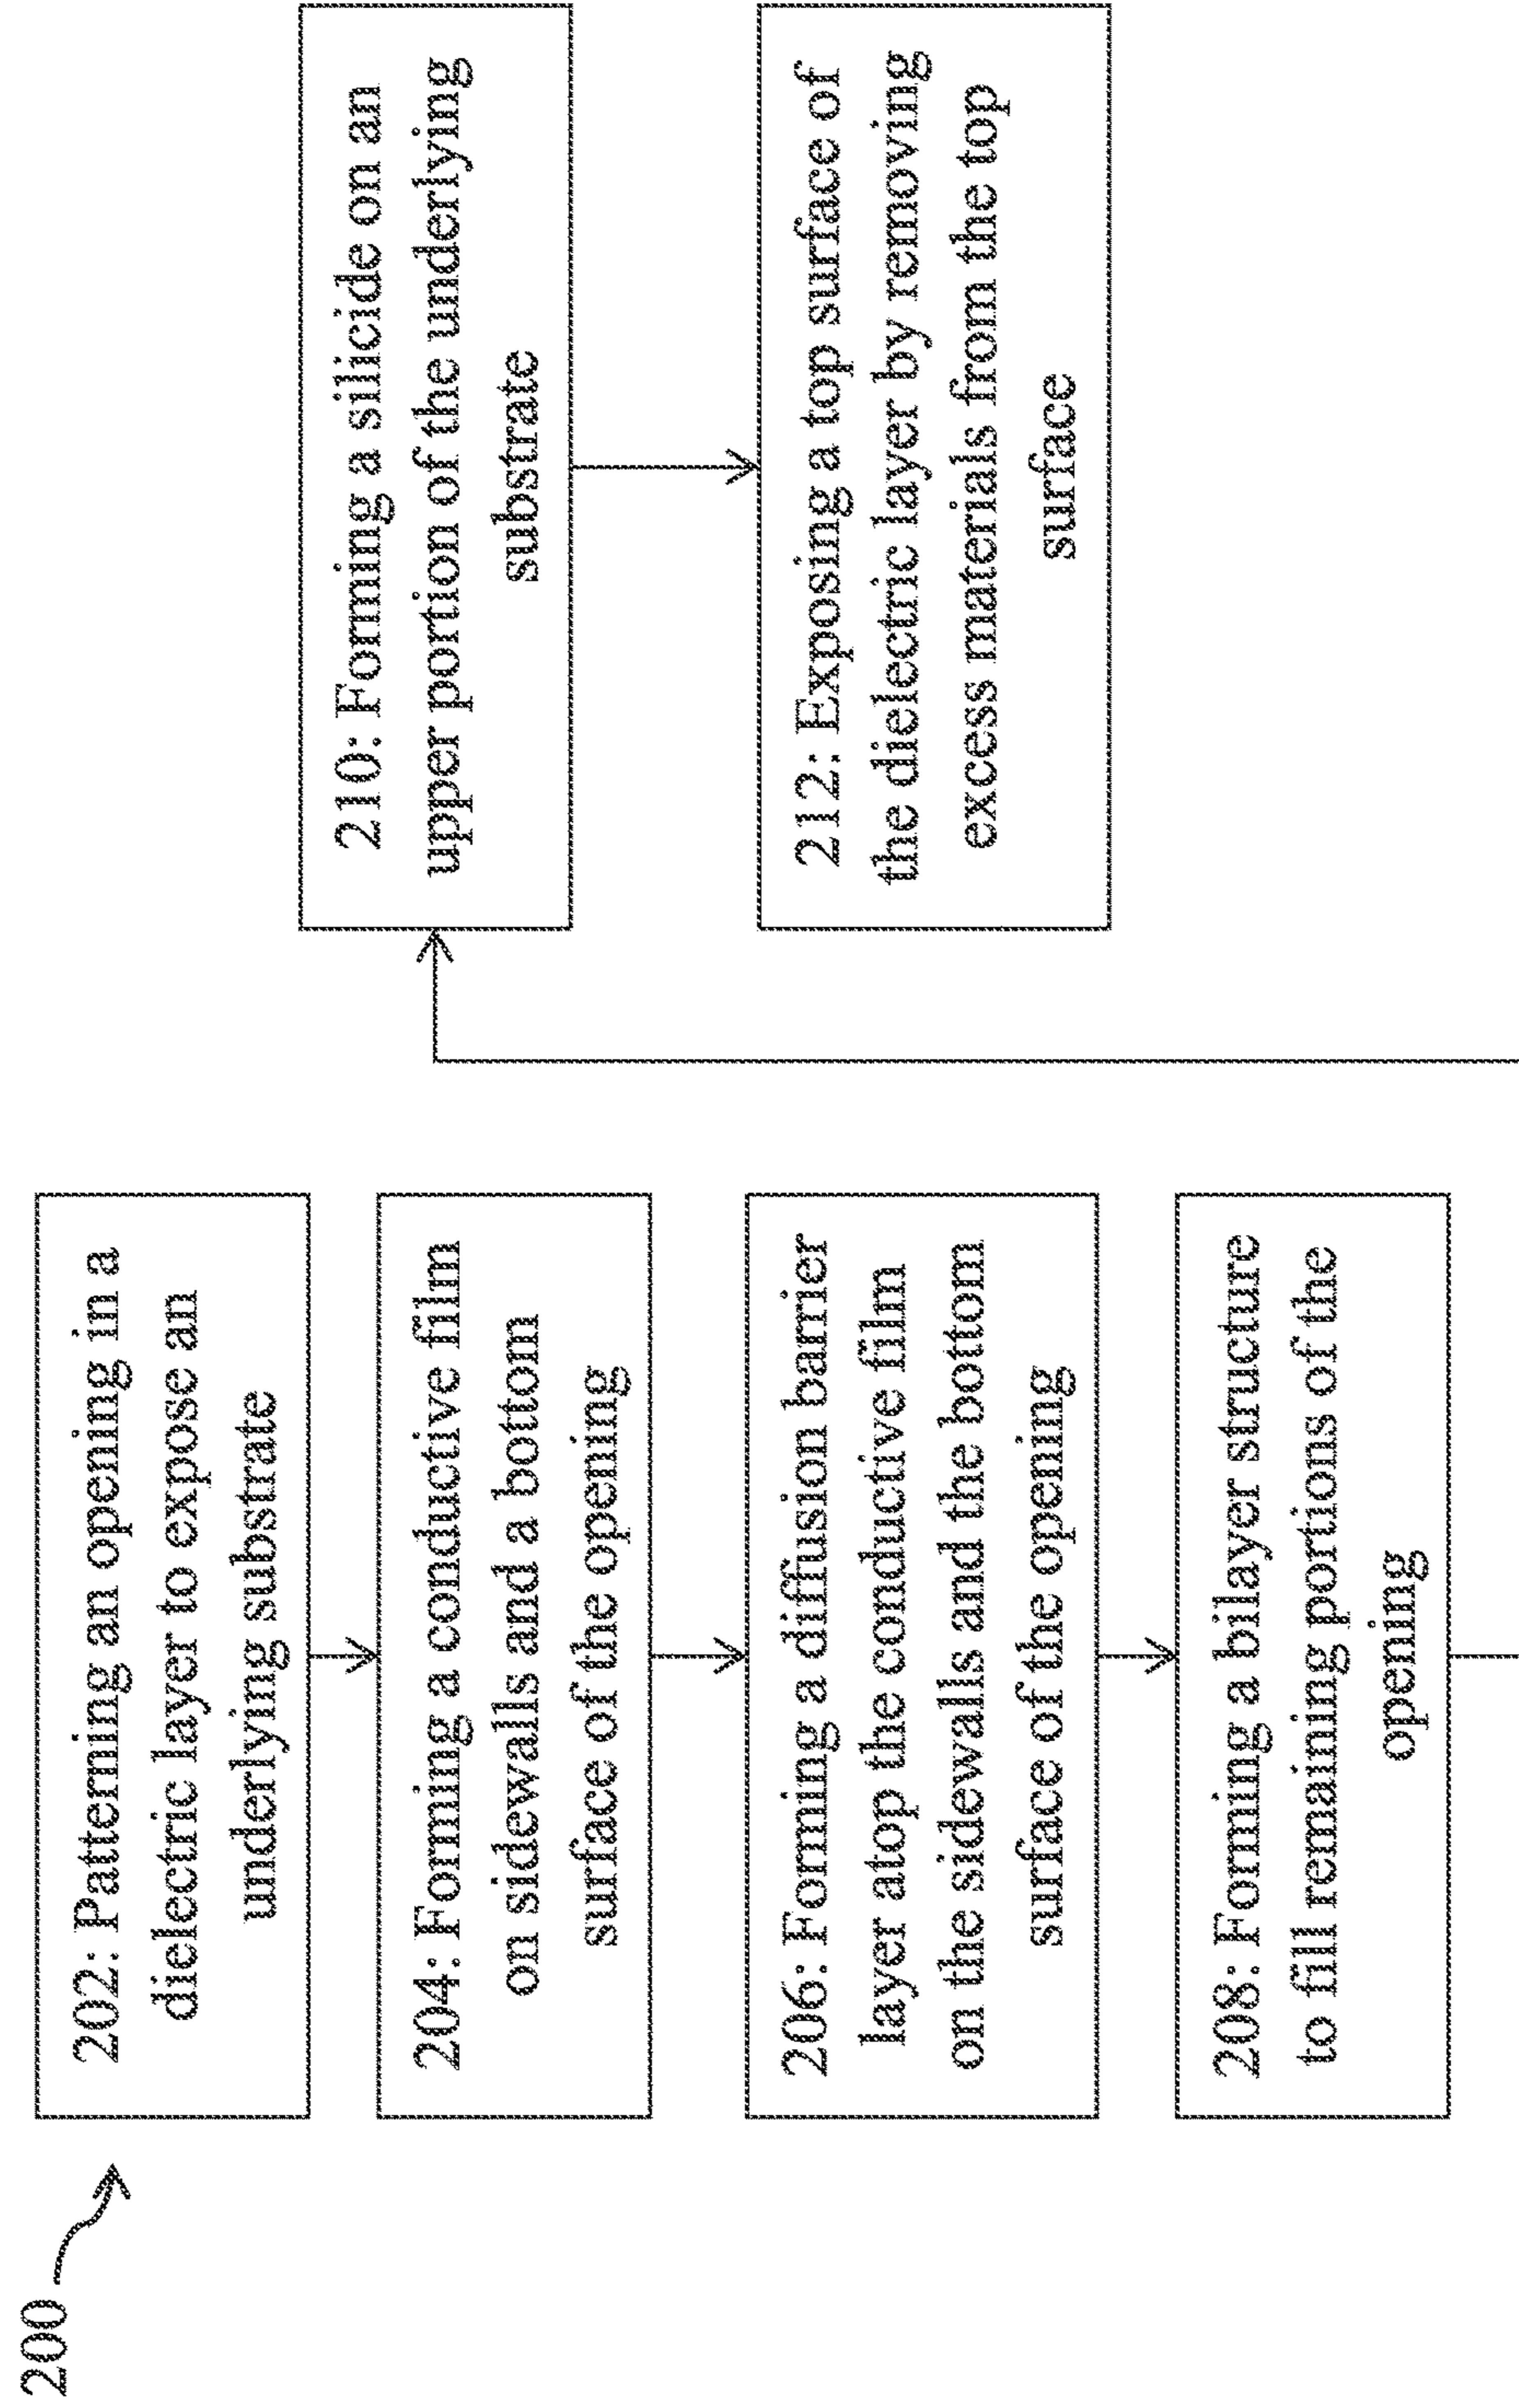 200
202: Patterning an opening in a
dielectric layer to expose an
underlying substrate
204: Forming a conductive film
on sidewalls and a bottom
surface of the opening
206: Forming a diffusion barrier
layer atop the conductive film
on the sidewalls and the bottom
surface of the opening
208: Forming a bilayer structure
to fill remaining portions of the
opening
210: Forming a silicide on an
upper portion of the underlying
substrate
212: Exposing a top surface of
the dielectric layer by removing
excess materials from the top
surface